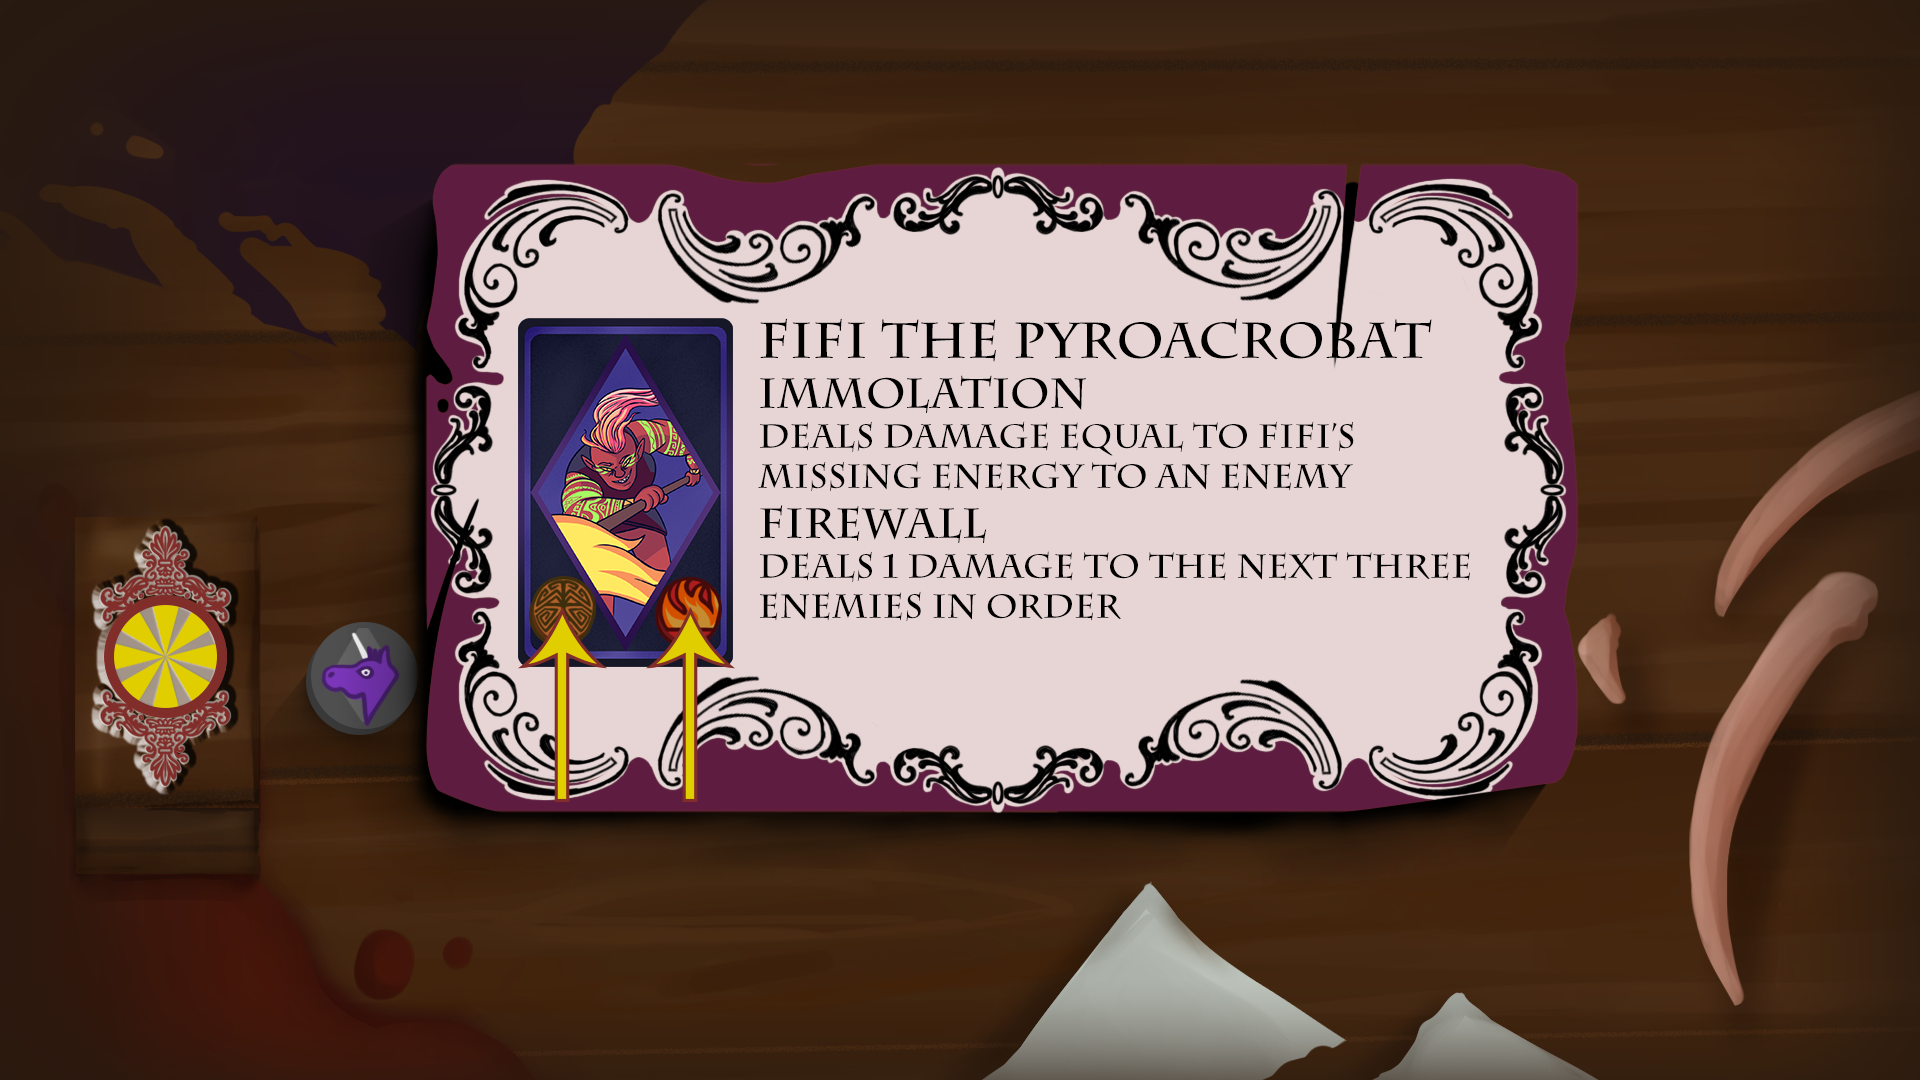 FIFI THE PYROACROBAT
IMMOLATION
DEALS DAMAGE EQUAL TO FIFI'S
MISSING ENERGY TO AN ENEMY
FIREWALL
DEALS 1 DAMAGE TO THE NEXT THREE
ENEMIES IN ORDER